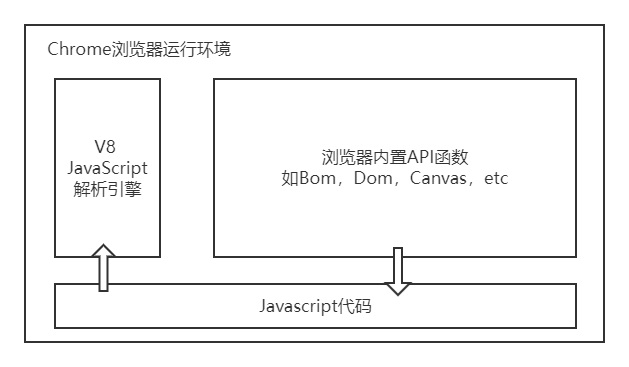 Chrome浏览器运行环境
V8
JavaScript
解析引擎
浏览器内置API函数
如Bom，Dom，Canvas，etc
Javascript代码